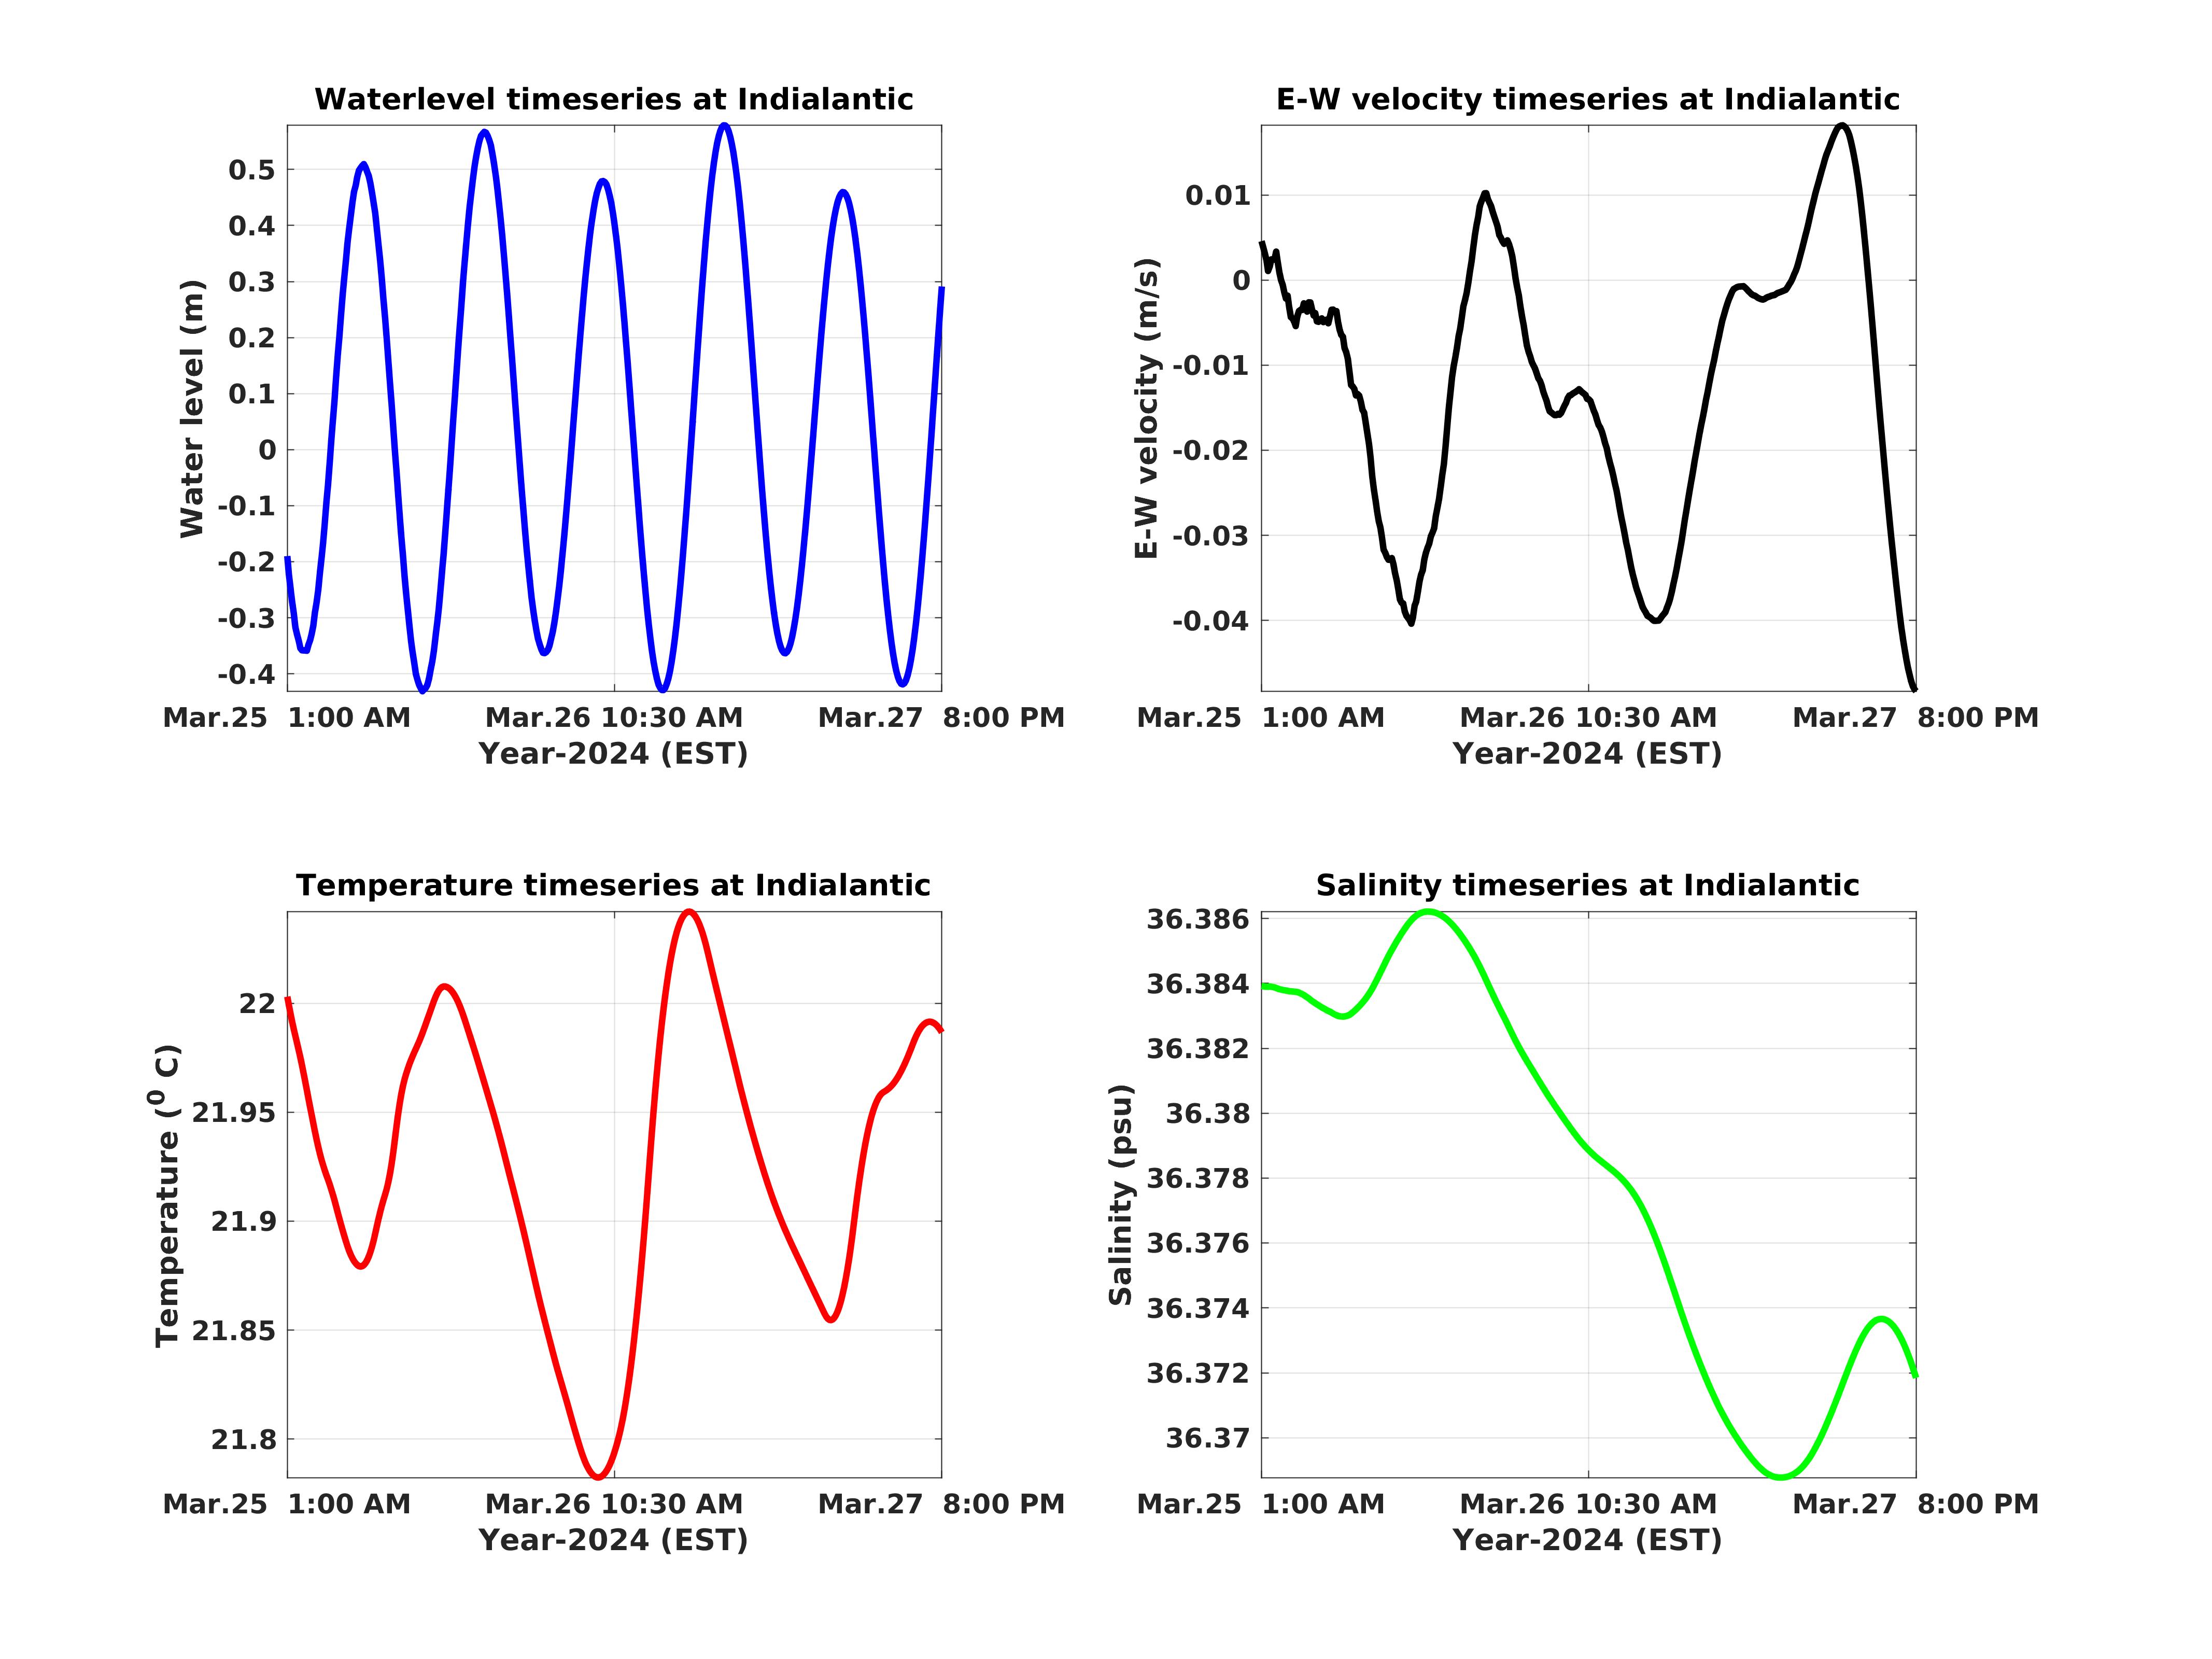 Waterlevel timeseries at Indialantic
Water level (m)
0.5
0.4
0.3
0.2
0.1
0
-0.1
-0.2
-0.3
-0.4
Mar.25 1:00 AM Mar.26 10:30 AM Mar.27 8:00 PM
Year-2024 (EST)
E-W velocity timeseries at Indialantic
E-W velocity (m/s)
0.01
0
-0.01
-0.02
-0.03
-0.04
Mar.25 1:00 AM Mar.26 10:30 AM Mar.27 8:00 PM
Year-2024 (EST)
Temperature timeseries at Indialantic
Temperature (⁰ C)
22
21.95
21.9
21.85
21.8
Mar.25 1:00 AM Mar.26 10:30 AM Mar.27 8:00 PM
Year-2024 (EST)
Salinity timeseries at Indialantic
Salinity (psu)
36.386
36.384
36.382
36.38
36.378
36.376
36.374
36.372
36.37
Mar.25 1:00 AM Mar.26 10:30 AM Mar.27 8:00 PM
Year-2024 (EST)